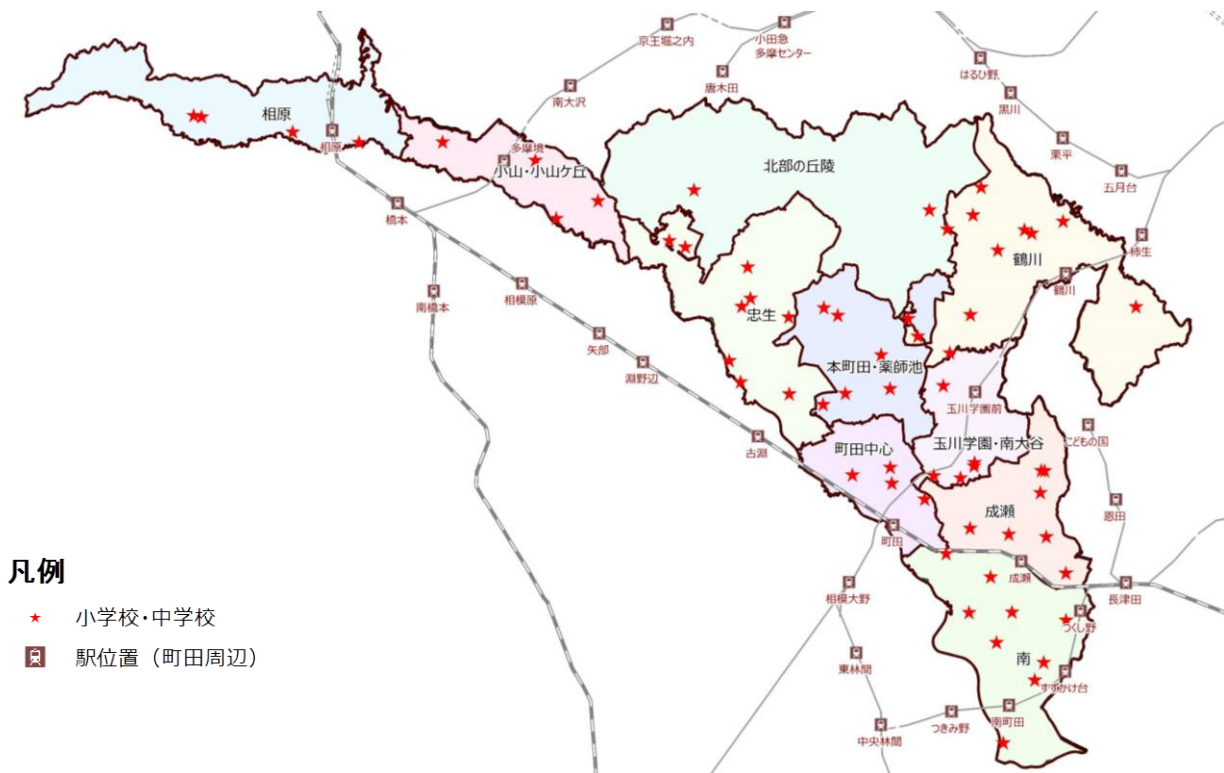 京王堀之内
小田急
多摩センター
はるひ野
唐木田
南大沢
黒川
栗平
五月台
相原
相原
多摩境
小山・小山ケ丘
北部の丘陵
橋本
柿生
鶴川
鶴川
南橋本
相模原
忠生
矢部
淵野辺
本町田・薬師池
玉川学園前
古淵
町田中心
玉川学園・南大谷
こどもの国
恩田
成瀬
町田
成瀬
長津田
相模大野
つくし野
南
東林間
すずかけ台
南町田
つきみ野
中央林間
凡例
小学校・中学校
駅位置（町田周辺）